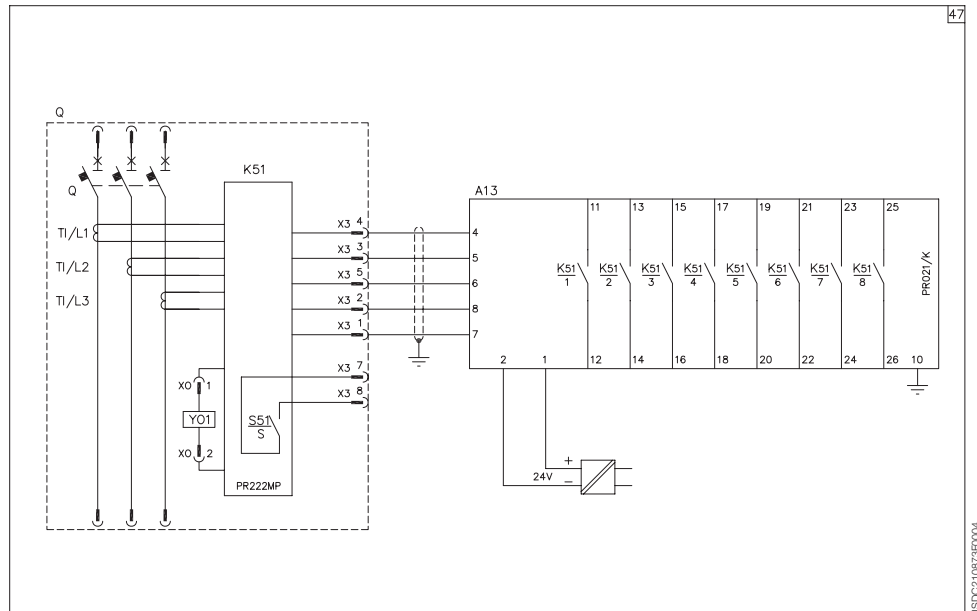 47
Q
K51
A13
Q
11 13 15 17 19 21 23 25
TI/L1
X3 4
4
TI/L2
X3 3
5
K51 K51 K51 K51 K51 K51 K51 K51
1 2 3 4 5 6 7 8
PR021/K
X3 5
6
TI/L3
X3 2
8
X3 1
7
2 1 12 14 16 18 20 22 24 26 10
X3 7
X0 1
X3 8
Y01
S51
S
X0 2
+
24V
−
PR222MP
1SDC210873F0004